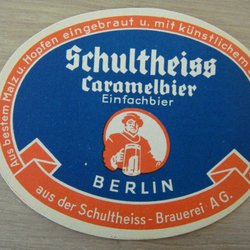 Aus bestem Malz u. Hopfen eingebraut u. mit künstlichem
Schultheiss
Caramelbier
Einfachbier
BERLIN
aus der Schultheiss-Brauerei AG.